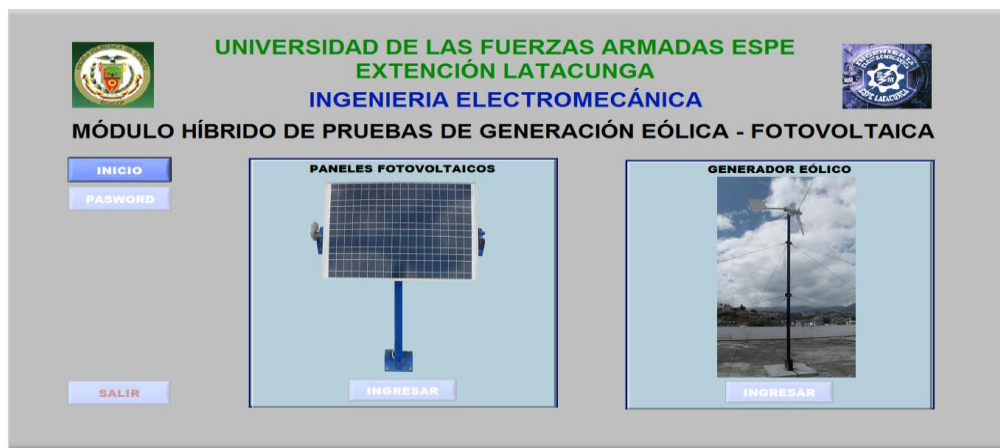 UNIVERSIDAD DE LAS FUERZAS ARMADAS ESPE
EXTENCIÓN LATACUNGA
INGENIERIA ELECTROMECÁNICA
MÓDULO HÍBRIDO DE PRUEBAS DE GENERACIÓN EÓLICA - FOTOVOLTAICA
INICIO
PASWORD
SALIR
PANELES FOTOVOLTAICOS
INGRESAR
GENERADOR EÓLICO
INGRESAR